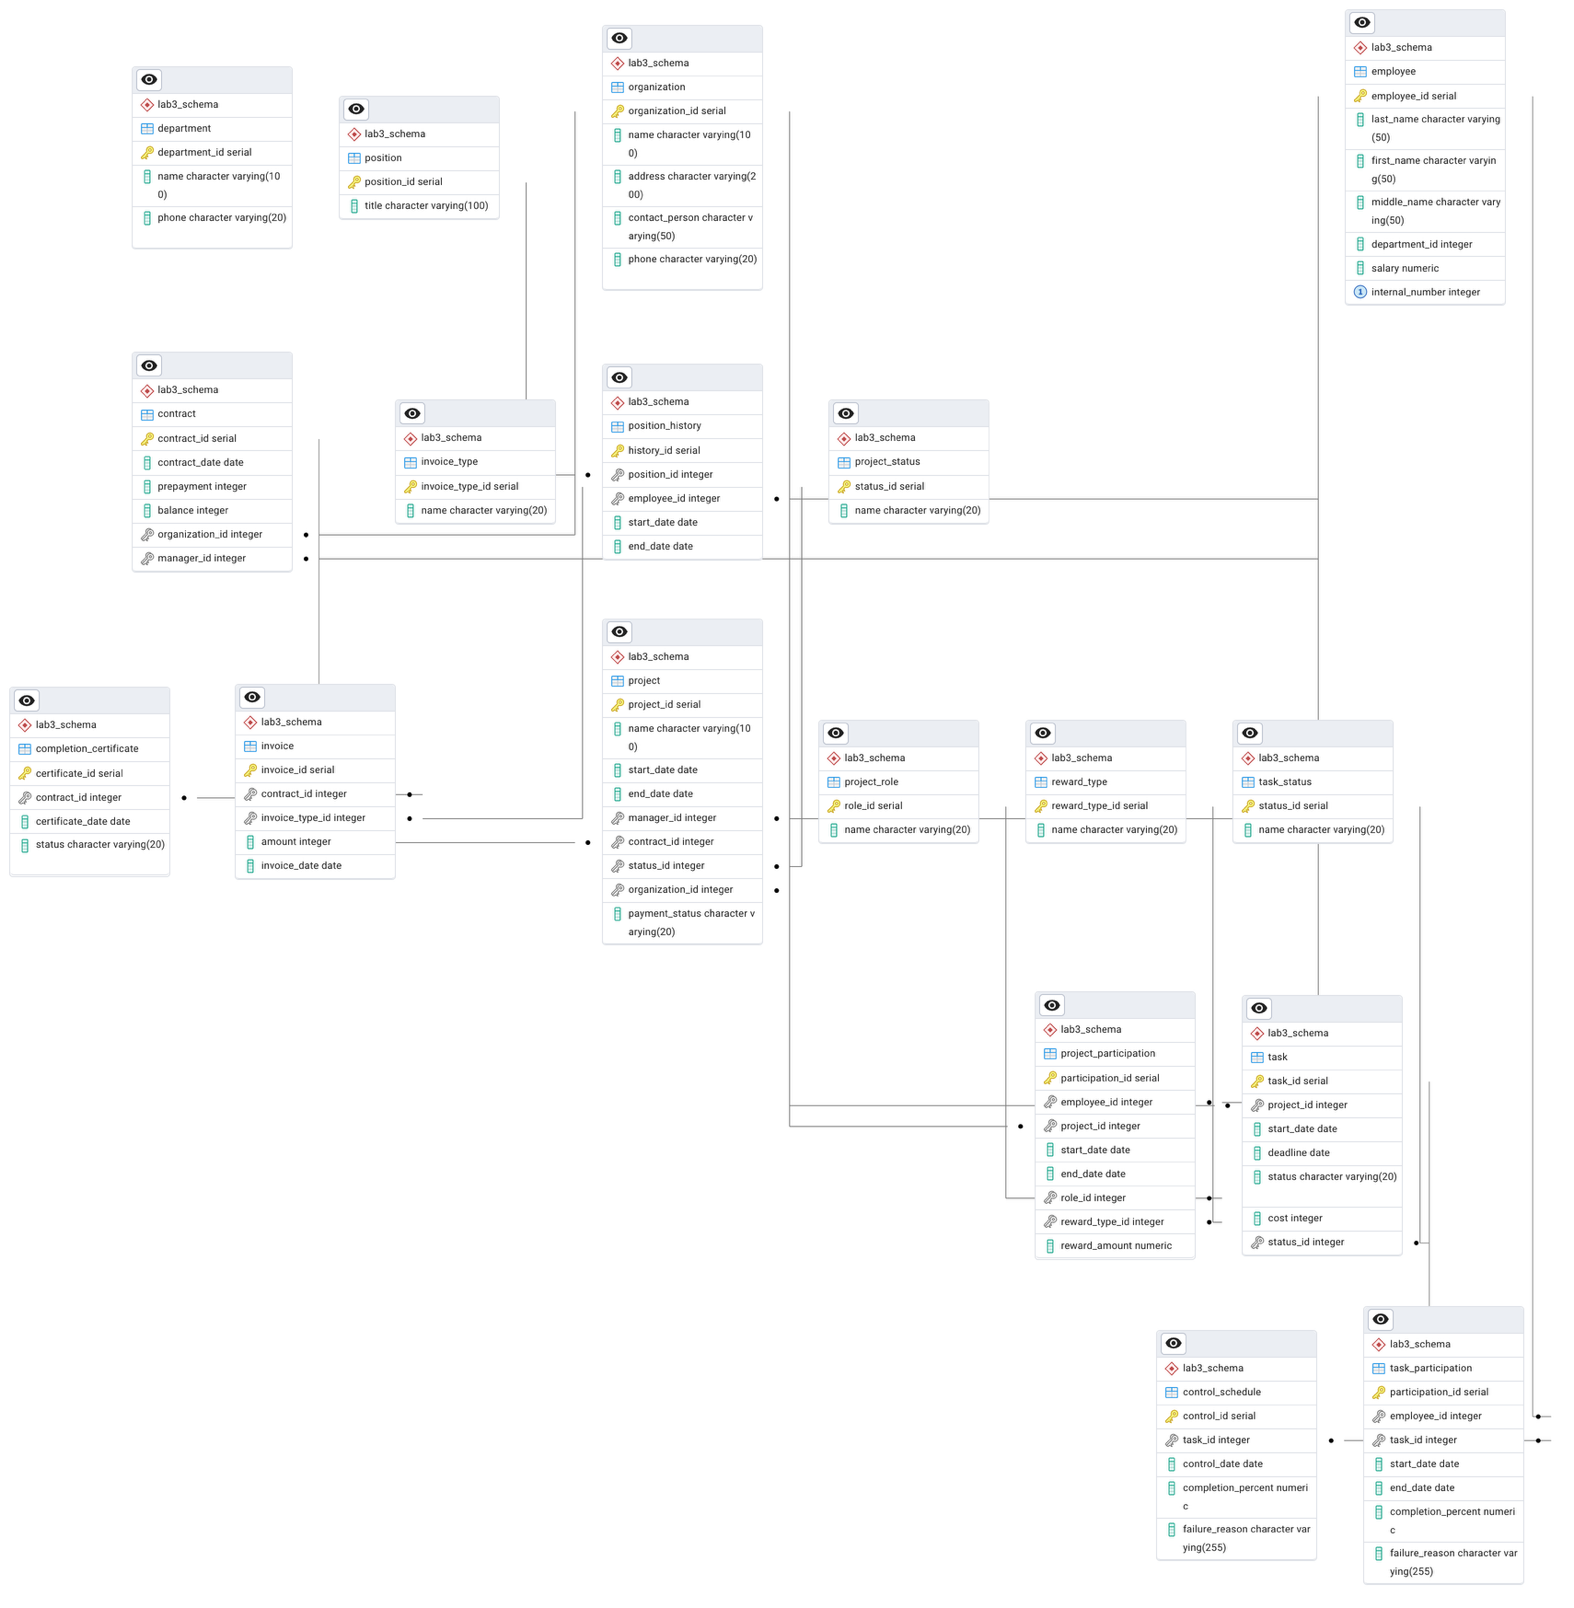 lab3_schema
department
department_id serial
name character varying(10
0)
phone character varying(20)
lab3_schema
position
position_id serial
title character varying(100)
lab3_schema
organization
organization_id serial
name character varying(10
0)
address character varying(2
00)
contact_person character v
arying(50)
phone character varying(20)
lab3_schema
employee
employee_id serial
last_name character varying
(50)
first_name character varyin
g(50)
middle_name character vary
ing(50)
department_id integer
salary numeric
1 internal_number integer
lab3_schema
contract
contract_id serial
contract_date date
prepayment integer
balance integer
organization_id integer
manager_id integer
lab3_schema
invoice_type
invoice_type_id serial
name character varying(20)
lab3_schema
position_history
history_id serial
position_id integer
employee_id integer
start_date date
end_date date
lab3_schema
project_status
status_id serial
name character varying(20)
lab3_schema
completion_certificate
certificate_id serial
contract_id integer
certificate_date date
status character varying(20)
lab3_schema
invoice
invoice_id serial
contract_id integer
invoice_type_id integer
amount integer
invoice_date date
lab3_schema
project
project_id serial
name character varying(10
0)
start_date date
end_date date
manager_id integer
contract_id integer
status_id integer
organization_id integer
payment_status character v
arying(20)
lab3_schema
project_role
role_id serial
name character varying(20)
lab3_schema
reward_type
reward_type_id serial
name character varying(20)
lab3_schema
task_status
status_id serial
name character varying(20)
lab3_schema
project_participation
participation_id serial
employee_id integer
project_id integer
start_date date
end_date date
role_id integer
reward_type_id integer
reward_amount numeric
lab3_schema
task
task_id serial
project_id integer
start_date date
deadline date
status character varying(20)
cost integer
status_id integer
lab3_schema
control_schedule
control_id serial
task_id integer
control_date date
completion_percent numeri
c
failure_reason character var
ying(255)
lab3_schema
task_participation
participation_id serial
employee_id integer
task_id integer
start_date date
end_date date
completion_percent numeri
c
failure_reason character var
ying(255)